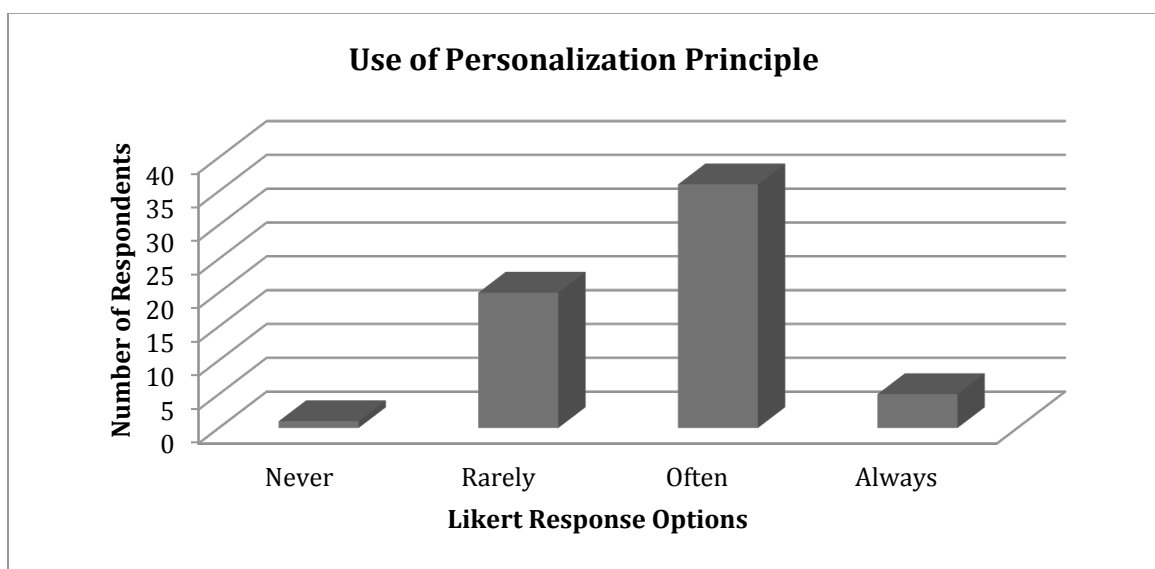 Use of Personalization Principle
Number of Respondents
40
35
30
25
20
15
10
5
0
Never Rarely Often Always
Likert Response Options